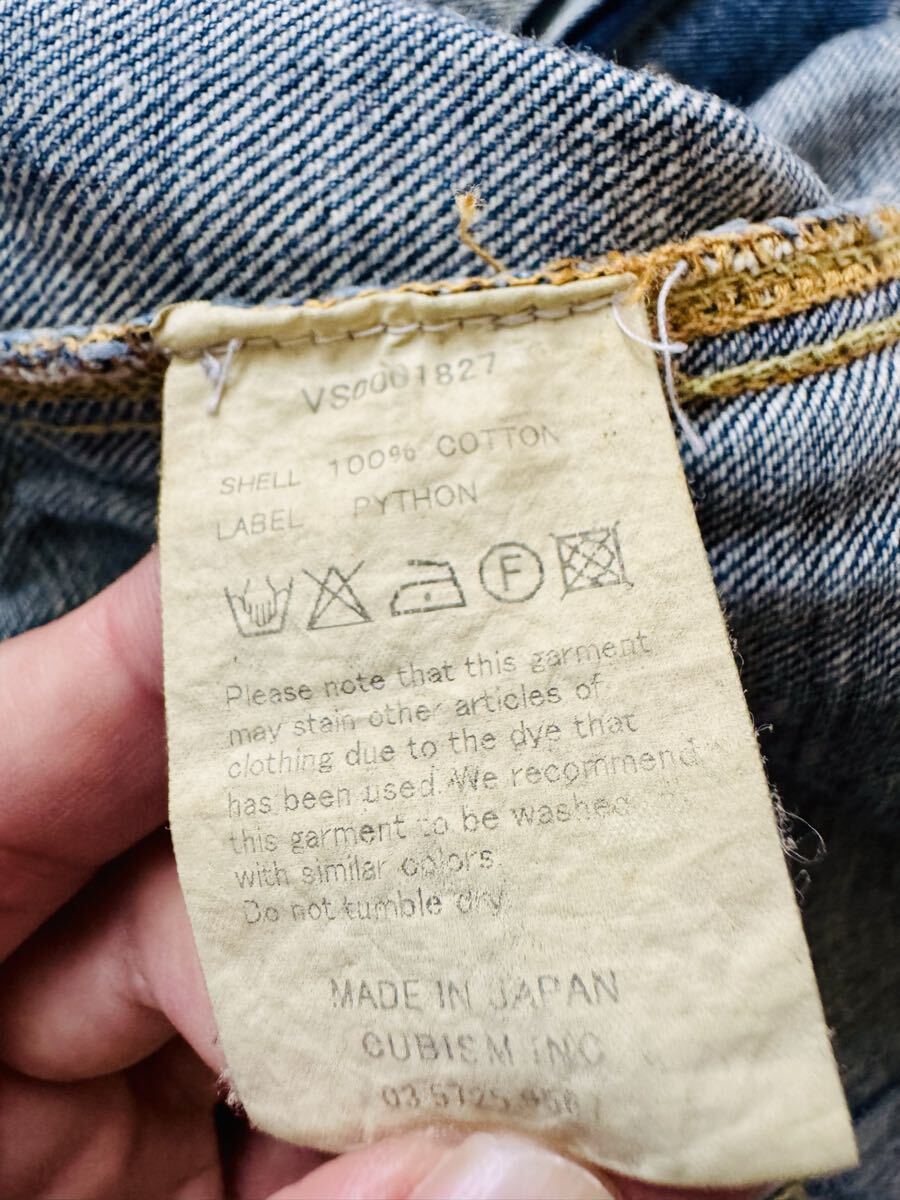 VS0001827
SHELL 100% COTTON
LABEL PYTHON
F
Please note that this garment
may stain other articles of
clothing due to the dye that
has been used. We recommend
this garment to be washed
with similar colors.
Do not tumble dry
MADE IN JAPAN
CUBISM INC
03 5725